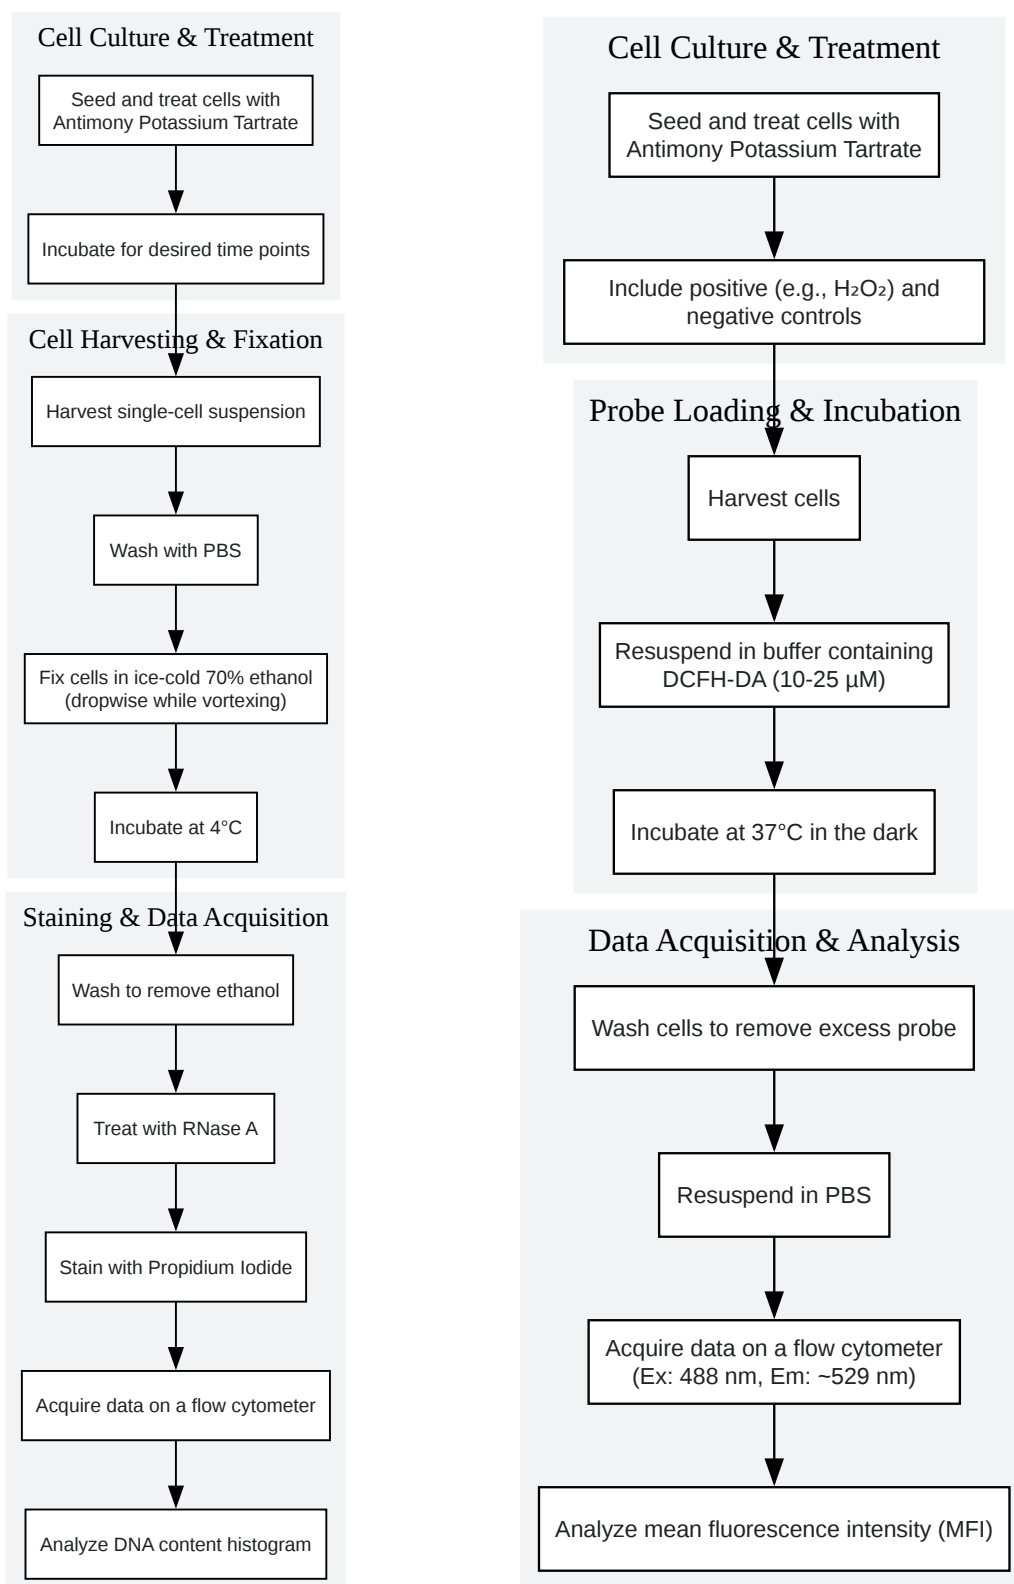 Cell Culture & Treatment
Seed and treat cells with
Antimony Potassium Tartrate
Incubate for desired time points
Cell Harvesting & Fixation
Harvest single-cell suspension
Wash with PBS
Fix cells in ice-cold 70% ethanol
(dropwise while vortexing)
Incubate at 4°C
Staining & Data Acquisition
Wash to remove ethanol
Treat with RNase A
Stain with Propidium Iodide
Acquire data on a flow cytometer
Analyze DNA content histogram
Cell Culture & Treatment
Seed and treat cells with
Antimony Potassium Tartrate
Include positive (e.g., H₂O₂) and
negative controls
Probe Loading & Incubation
Harvest cells
Resuspend in buffer containing
DCFH-DA (10-25 µM)
Incubate at 37°C in the dark
Data Acquisition & Analysis
Wash cells to remove excess probe
Resuspend in PBS
Acquire data on a flow cytometer
(Ex: 488 nm, Em: ~529 nm)
Analyze mean fluorescence intensity (MFI)